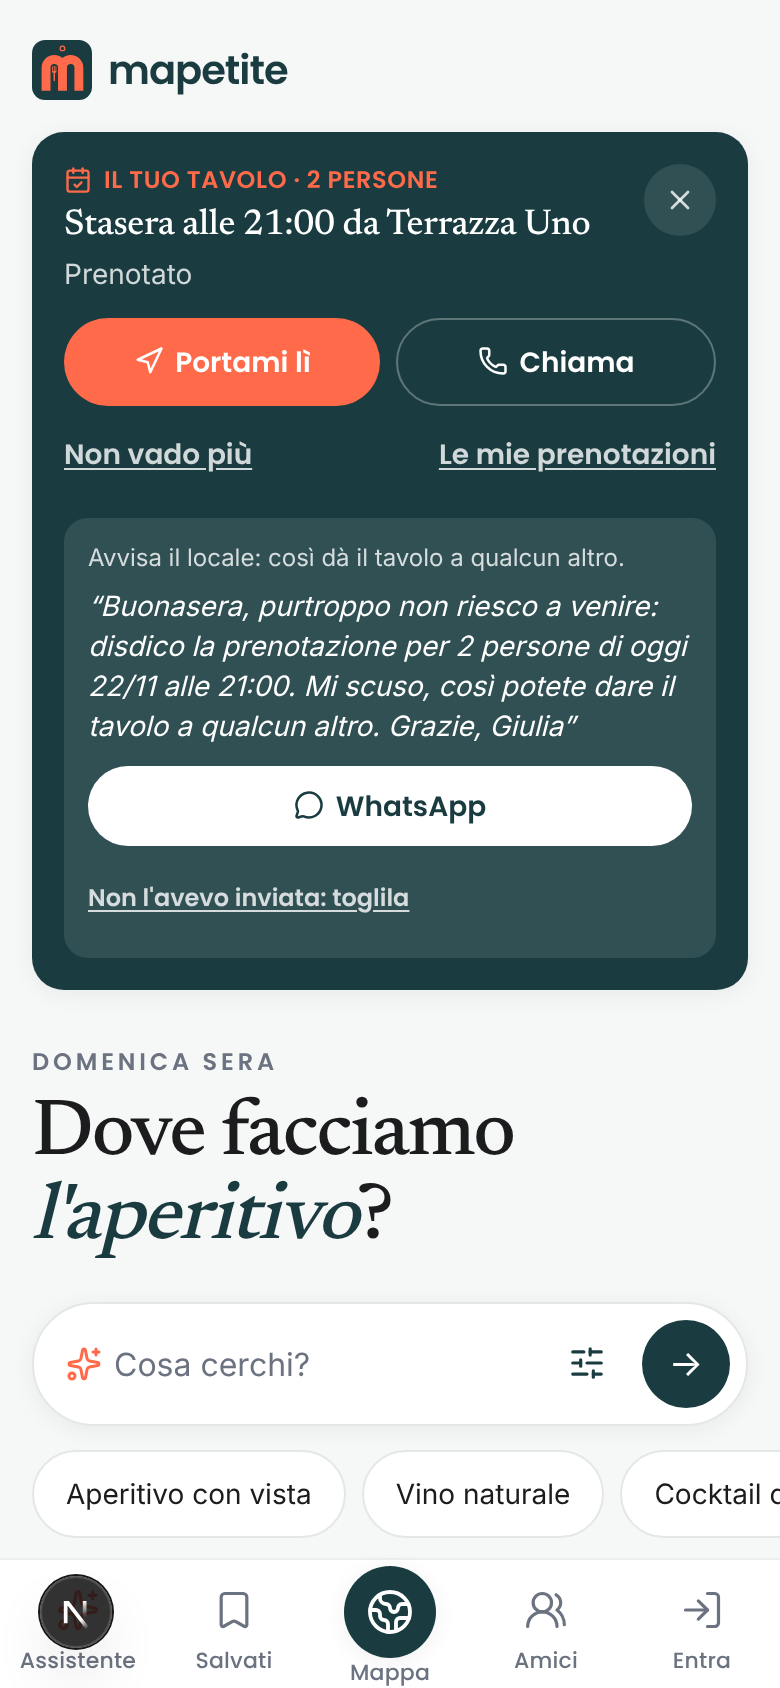 mapetite
IL TUO TAVOLO · 2 PERSONE
Stasera alle 21:00 da Terrazza Uno
Prenotato
Portami lì
Chiama
Non vado più
Le mie prenotazioni
Avvisa il locale: così dà il tavolo a qualcun altro.
“Buonasera, purtroppo non riesco a venire:
disdico la prenotazione per 2 persone di oggi
22/11 alle 21:00. Mi scuso, così potete dare il
tavolo a qualcun altro. Grazie, Giulia”
WhatsApp
Non l'avevo inviata: toglila
DOMENICA SERA
Dove facciamo
l'aperitivo?
Cosa cerchi?
Aperitivo con vista
Vino naturale
Cocktail
N
Assistente
Salvati
Mappa
Amici
Entra